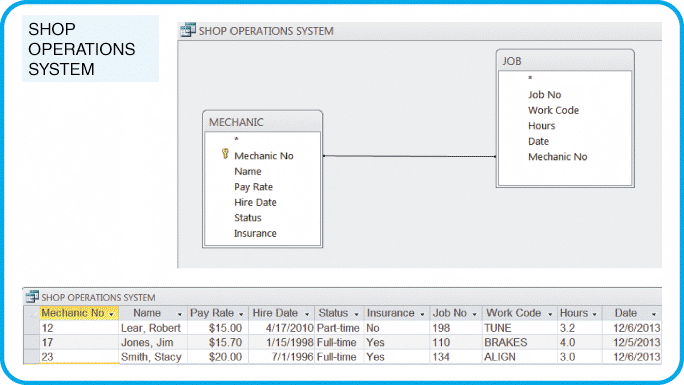 SHOP
OPERATIONS
SYSTEM
SHOP OPERATIONS SYSTEM
MECHANIC
*
Mechanic No
Name
Pay Rate
Hire Date
Status
Insurance
JOB
*
Job No
Work Code
Hours
Date
Mechanic No
SHOP OPERATIONS SYSTEM
Mechanic No Name Pay Rate Hire Date Status Insurance Job No Work Code Hours Date
12 Lear, Robert $15.00 4/17/2010 Part-time No 198 TUNE 3.2 12/6/2013
17 Jones, Jim $15.70 1/15/1998 Full-time Yes 110 BRAKES 4.0 12/5/2013
23 Smith, Stacy $20.00 7/1/1996 Full-time Yes 134 ALIGN 3.0 12/6/2013